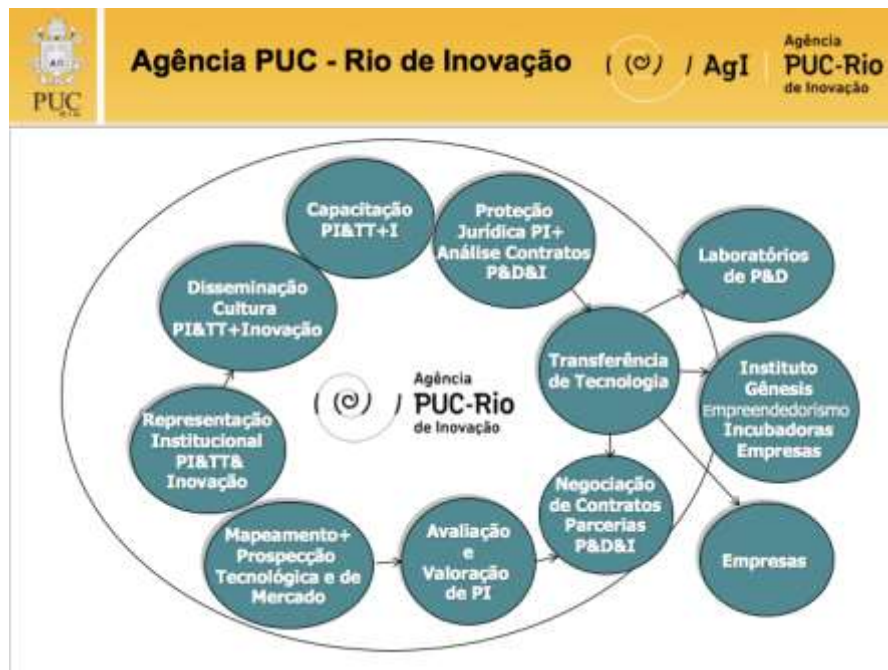 PUC
Agência PUC - Rio de Inovação
AgI
Agência
PUC-Rio
de Inovação
Capacitação
PI&TT+I
Proteção
Jurídica PI+
Análise Contratos
P&D&I
Laboratórios
de P&D
Disseminação
Cultura
PI&TT+Inovação
Transferência
de Tecnologia
Instituto
Gênesis
Empreendedorismo
Incubadoras
Empresas
Agência
PUC-Rio
de Inovação
Representação
Institucional
PI&TT&
Inovação
Negociação
de Contratos
Parcerias
P&D&I
Mapeamento+
Prospecção
Tecnológica e de
Mercado
Avaliação
e
Valoração
de PI
Empresas